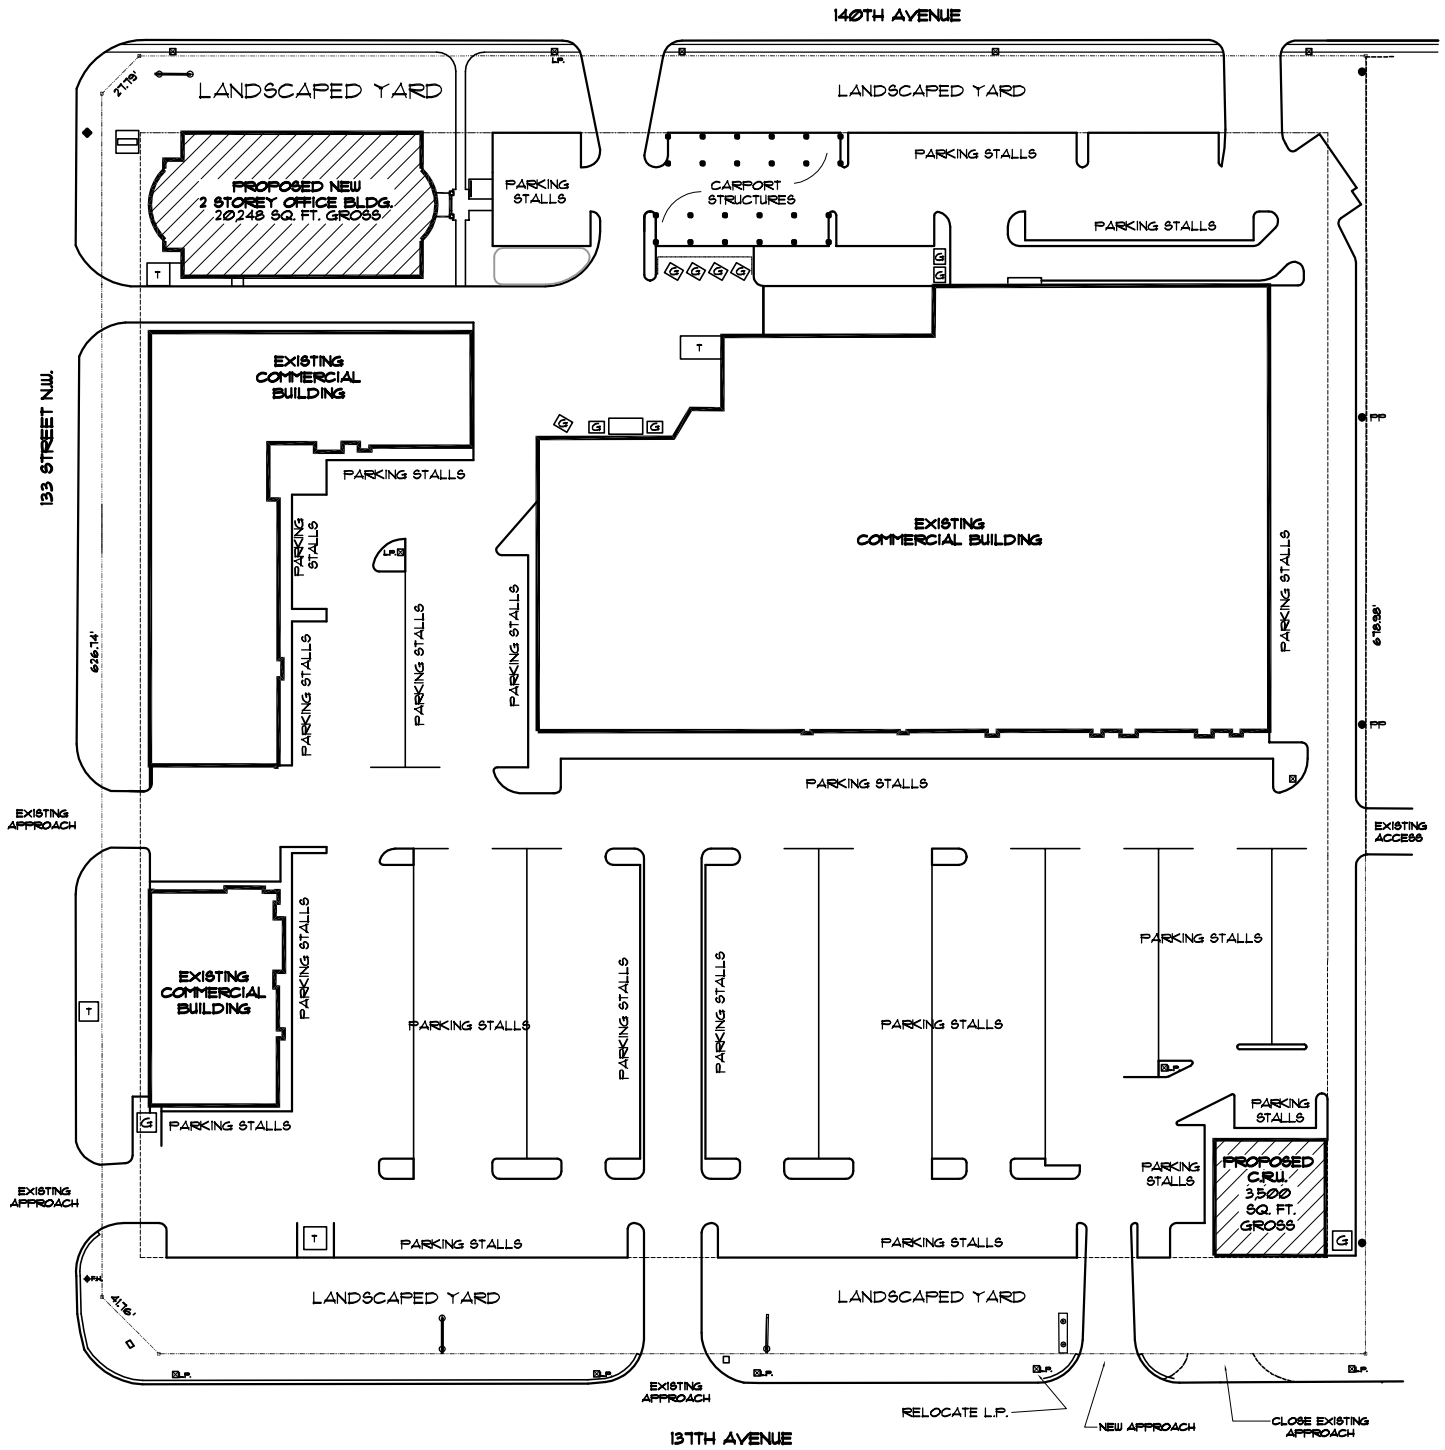 140TH AVENUE
L.P.
27.79'
LANDSCAPED YARD
LANDSCAPED YARD
PROPOSED NEW
2 STOREY OFFICE BLDG.
20,248 SQ. FT. GROSS
PARKING
STALLS
CARPORT
STRUCTURES
PARKING STALLS
PARKING STALLS
T
G
G
G
G
G
G
T
133 STREET N.W.
EXISTING
COMMERCIAL
BUILDING
G
G
G
PP
PARKING STALLS
PARKING
STALLS
L.P.
EXISTING
COMMERCIAL BUILDING
PARKING STALLS
PARKING STALLS
PARKING STALLS
PARKING STALLS
626.74'
678.98'
PP
PARKING STALLS
EXISTING
APPROACH
EXISTING
ACCESS
PARKING STALLS
PARKING STALLS
PARKING STALLS
PARKING STALLS
EXISTING
COMMERCIAL
BUILDING
T
PARKING STALLS
PARKING STALLS
L.P.
G
PARKING STALLS
PARKING
STALLS
PARKING
STALLS
PROPOSED
C.R.U.
3,500
SQ. FT.
GROSS
EXISTING
APPROACH
T
PARKING STALLS
PARKING STALLS
G
F.H.
41.76'
LANDSCAPED YARD
LANDSCAPED YARD
L.P.
L.P.
L.P.
L.P.
L.P.
EXISTING
APPROACH
RELOCATE L.P.
NEW APPROACH
CLOSE EXISTING
APPROACH
137TH AVENUE